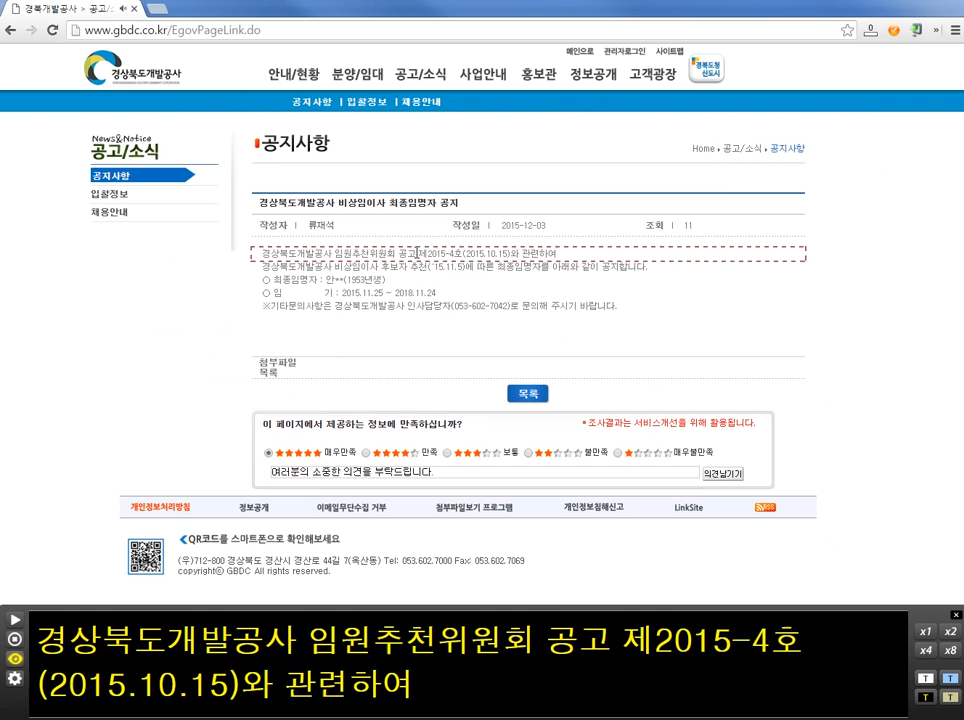 경북개발공사 > 공고/소
www.gbdc.co.kr/EgovPageLink.do
0
»
메인으로 관리자로그인 사이트맵
경상북도개발공사
안내/현황 분양/임대 공고/소식 사업안내 홍보관 정보공개 고객광장
경북도청
신도시
공지사항 | 입찰정보 | 채용안내
News&Notice
공고/소식
공지사항
입찰정보
채용안내
공지사항
Home 공고/소식 공지사항
경상북도개발공사 비상임이사 최종임명자 공지
작성자 | 류재석 작성일 | 2015-12-03 조회 | 11
경상북도개발공사 임원추천위원회 공고 제2015-4호(2015.10.15)와 관련하여
경상북도개발공사 비상임이사 후보자 추천('15.11.5)에 따른 최종임명자를 아래와 같이 공지합니다.
○ 최종임명자 : 안**(1953년생)
○ 임 기 : 2015.11.25 ~ 2018.11.24
※기타문의사항은 경상북도개발공사 인사담당자(053-602-7042)로 문의해 주시기 바랍니다.
첨부파일
목록
목록
이 페이지에서 제공하는 정보에 만족하십니까? 조사결과는 서비스개선을 위해 활용됩니다.
★★★★★ 매우만족 ★★★★☆ 만족 ★★★☆☆ 보통 ★★☆☆☆ 불만족 ★☆☆☆☆ 매우불만족
여러분의 소중한 의견을 부탁드립니다. 의견남기기
개인정보처리방침 정보공개 이메일무단수집 거부 첨부파일보기 프로그램 개인정보침해신고 LinkSite RSS
QR코드를 스마트폰으로 확인해보세요
(우)712-800 경상북도 경산시 경산로 44길 7(옥산동) Tel: 053.602.7000 Fax: 053.602.7069
copyrightⓒ GBDC All rights reserved.
경상북도개발공사 임원추천위원회 공고 제2015-4호
(2015.10.15)와 관련하여
x1 x2
x4 x8
T T
T T